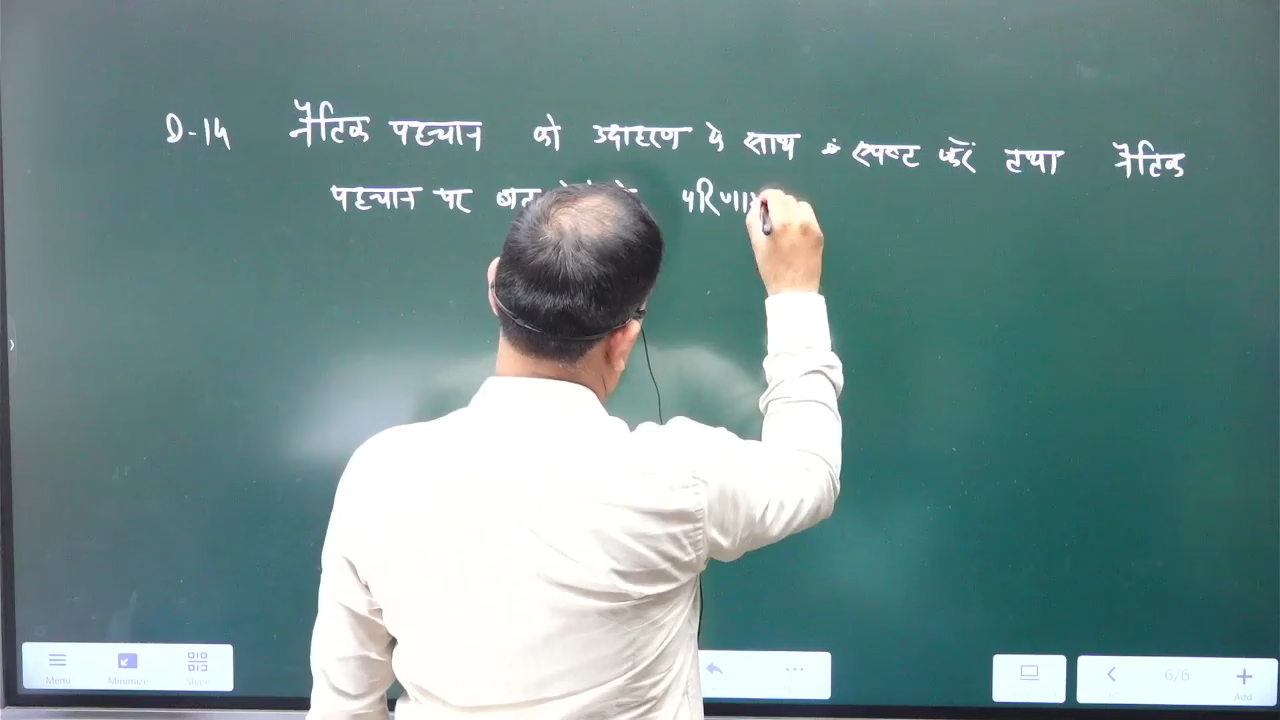 D-14 नैतिक पहचान को उदाहरण के साथ स्पष्ट करें तथा नैतिक
पहचान पर
Menu
Minimize
Share
6/6
Add